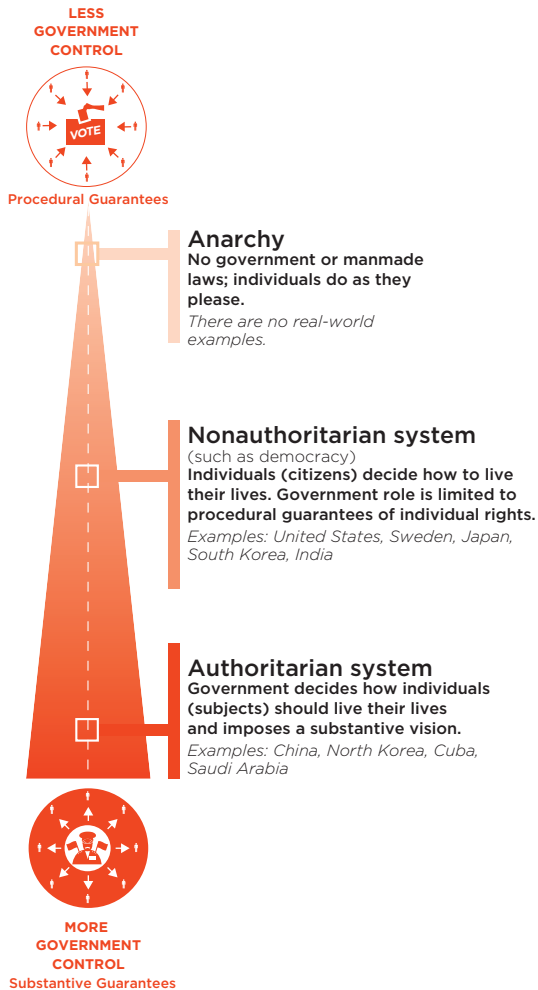 LESS
GOVERNMENT
CONTROL
VOTE
Procedural Guarantees
Anarchy
No government or manmade
laws; individuals do as they
please.
There are no real-world
examples.
Nonauthoritarian system
(such as democracy)
Individuals (citizens) decide how to live
their lives. Government role is limited to
procedural guarantees of individual rights.
Examples: United States, Sweden, Japan,
South Korea, India
Authoritarian system
Government decides how individuals
(subjects) should live their lives
and imposes a substantive vision.
Examples: China, North Korea, Cuba,
Saudi Arabia
MORE
GOVERNMENT
CONTROL
Substantive Guarantees